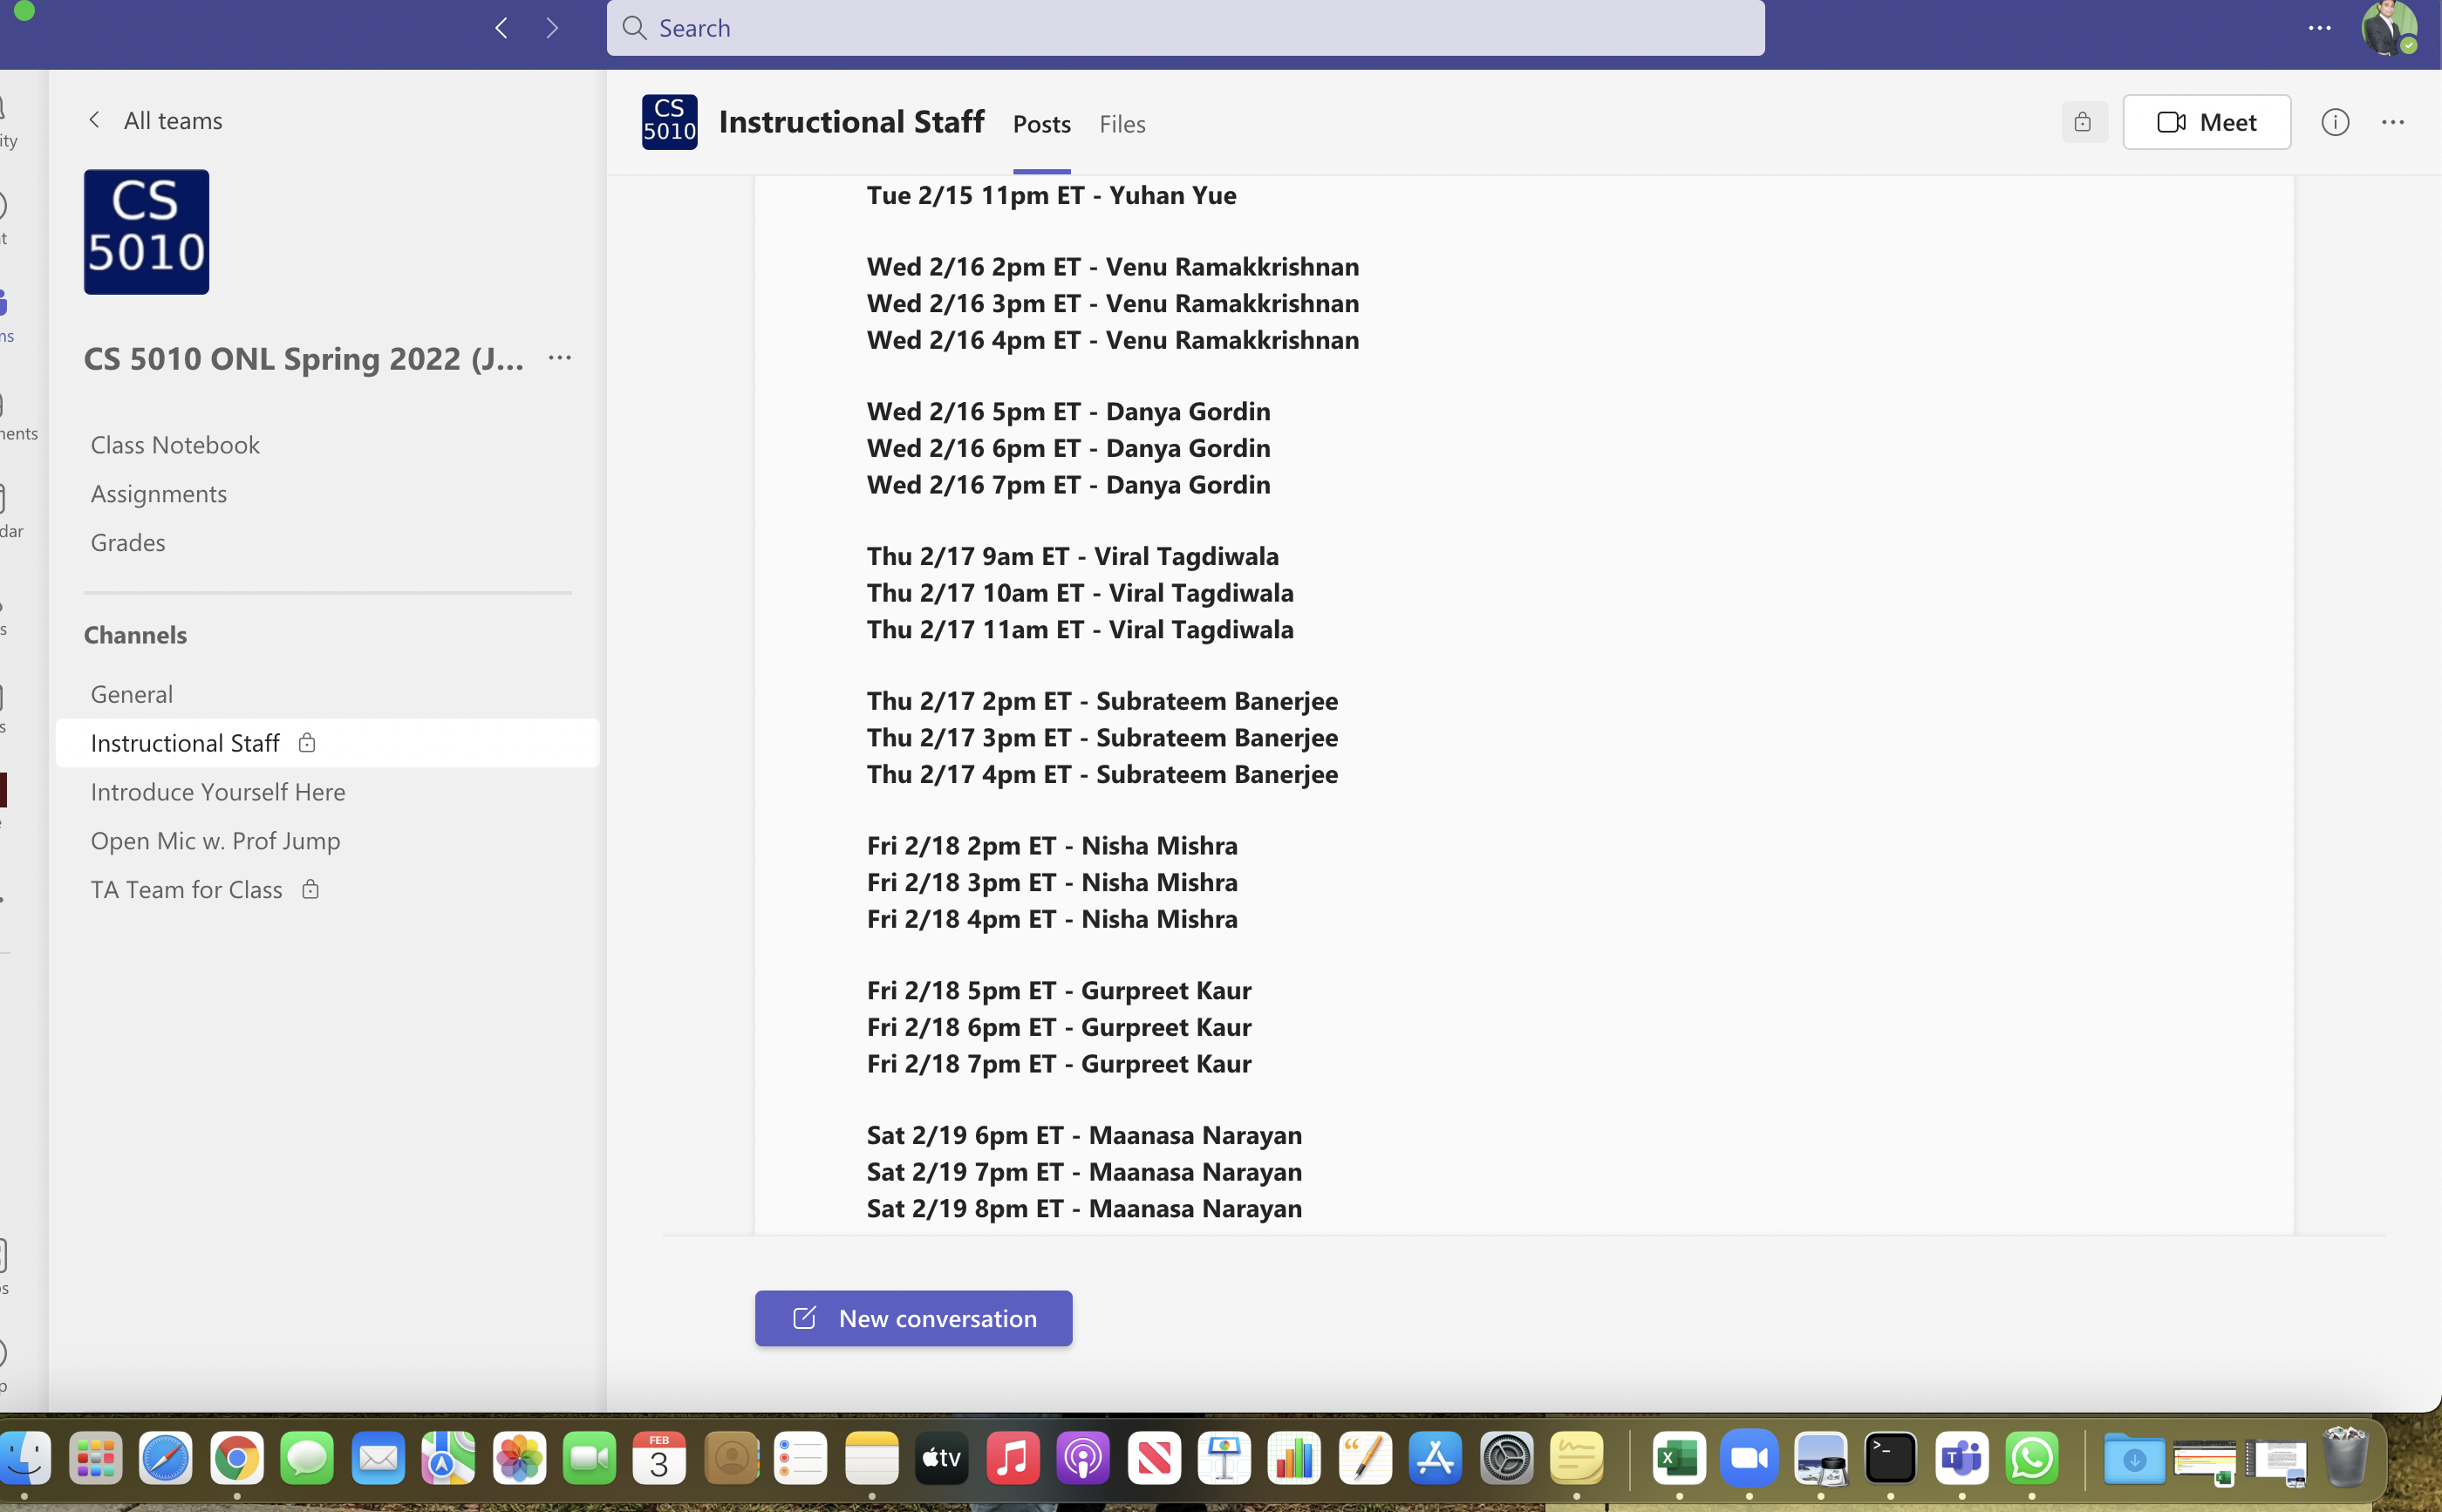 Search
ity
t
ns
nents
dar
s
s
e
ps
p
All teams
CS
5010
CS 5010 ONL Spring 2022 (J...
Class Notebook
Assignments
Grades
Channels
General
Instructional Staff
Introduce Yourself Here
Open Mic w. Prof Jump
TA Team for Class
CS
5010
Instructional Staff
Posts
Files
Meet
Tue 2/15 11pm ET - Yuhan Yue
Wed 2/16 2pm ET - Venu Ramakkrishnan
Wed 2/16 3pm ET - Venu Ramakkrishnan
Wed 2/16 4pm ET - Venu Ramakkrishnan
Wed 2/16 5pm ET - Danya Gordin
Wed 2/16 6pm ET - Danya Gordin
Wed 2/16 7pm ET - Danya Gordin
Thu 2/17 9am ET - Viral Tagdiwala
Thu 2/17 10am ET - Viral Tagdiwala
Thu 2/17 11am ET - Viral Tagdiwala
Thu 2/17 2pm ET - Subrateem Banerjee
Thu 2/17 3pm ET - Subrateem Banerjee
Thu 2/17 4pm ET - Subrateem Banerjee
Fri 2/18 2pm ET - Nisha Mishra
Fri 2/18 3pm ET - Nisha Mishra
Fri 2/18 4pm ET - Nisha Mishra
Fri 2/18 5pm ET - Gurpreet Kaur
Fri 2/18 6pm ET - Gurpreet Kaur
Fri 2/18 7pm ET - Gurpreet Kaur
Sat 2/19 6pm ET - Maanasa Narayan
Sat 2/19 7pm ET - Maanasa Narayan
Sat 2/19 8pm ET - Maanasa Narayan
New conversation
FEB
3
tv